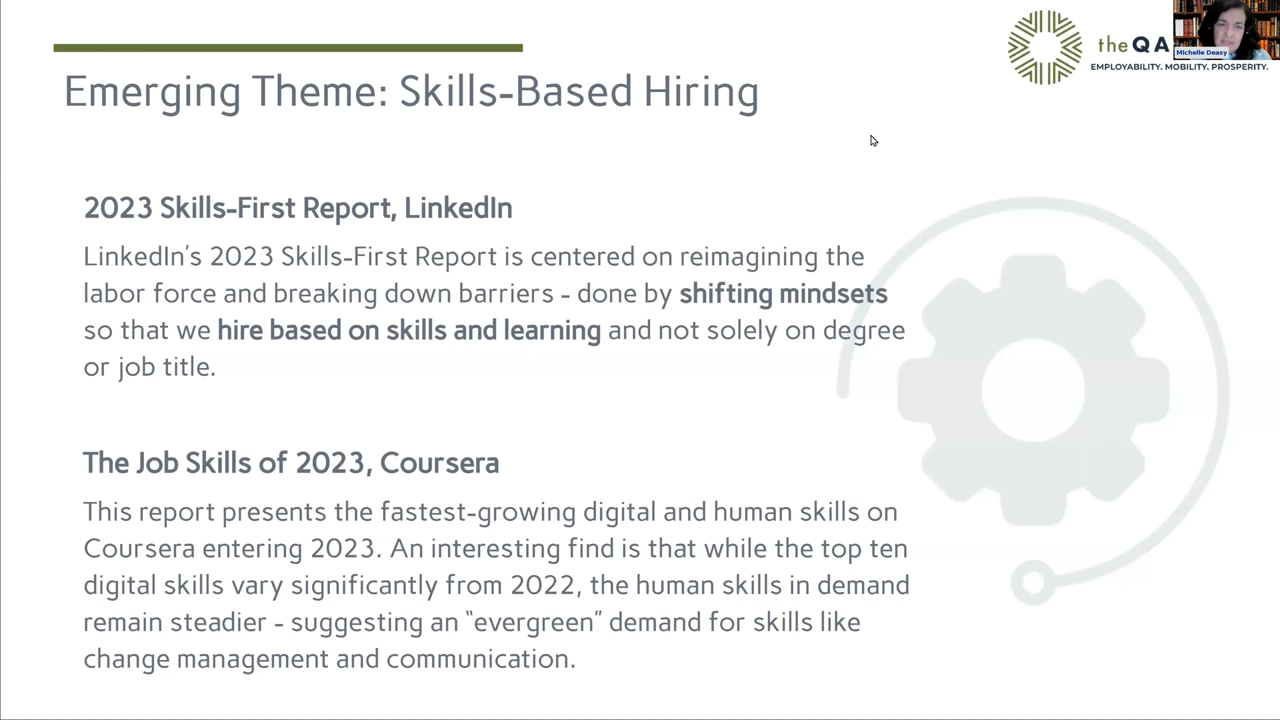 Emerging Theme: Skills-Based Hiring
theQA
Michelle Deasy
EMPLOYABILITY. MOBILITY. PROSPERITY.
2023 Skills-First Report, LinkedIn
LinkedIn's 2023 Skills-First Report is centered on reimagining the
labor force and breaking down barriers - done by shifting mindsets
so that we hire based on skills and learning and not solely on degree
or job title.
The Job Skills of 2023, Coursera
This report presents the fastest-growing digital and human skills on
Coursera entering 2023. An interesting find is that while the top ten
digital skills vary significantly from 2022, the human skills in demand
remain steadier - suggesting an “evergreen” demand for skills like
change management and communication.